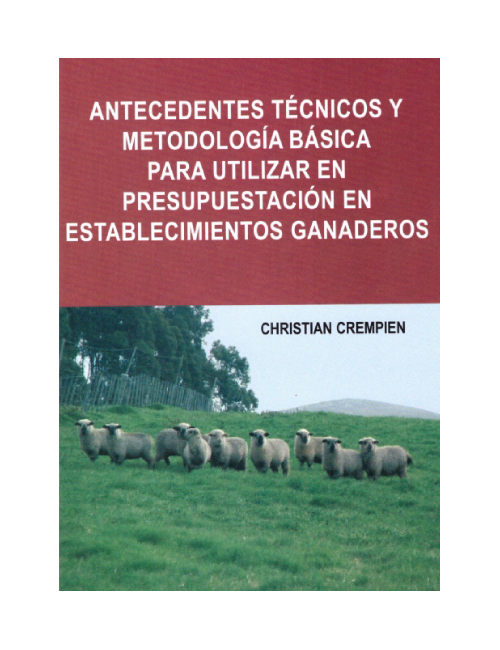 ANTECEDENTES TÉCNICOS Y
METODOLOGÍA BÁSICA
PARA UTILIZAR EN
PRESUPUESTACIÓN EN
ESTABLECIMIENTOS GANADEROS
CHRISTIAN CREMPIEN